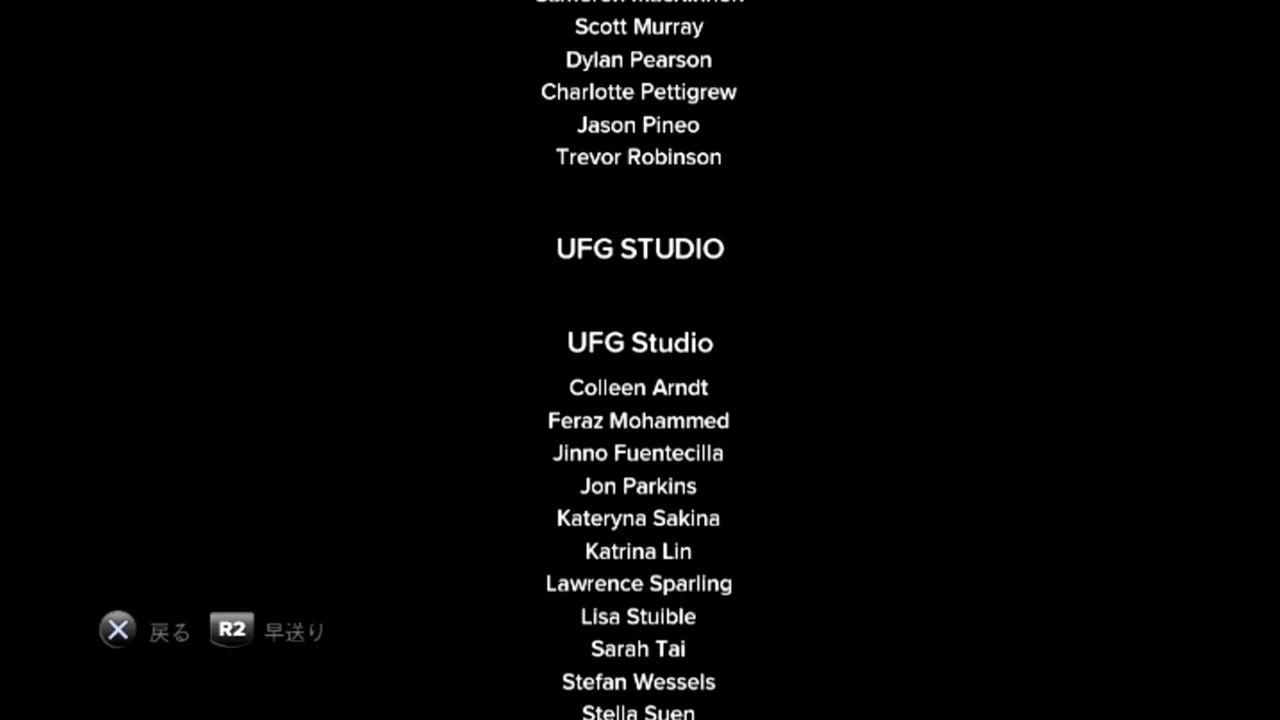 Scott Murray
Dylan Pearson
Charlotte Pettigrew
Jason Pineo
Trevor Robinson
UFG STUDIO
UFG Studio
Colleen Arndt
Feraz Mohammed
Jinno Fuentecilla
Jon Parkins
Kateryna Sakina
Katrina Lin
Lawrence Sparling
Lisa Stuible
Sarah Tai
Stefan Wessels
Stella Suen
戻る R2 早送り